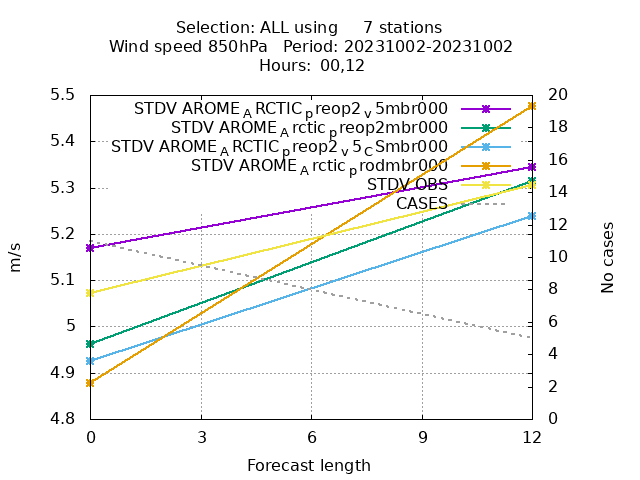 Selection: ALL using 7 stations
Wind speed 850hPa Period: 20231002-20231002
Hours: 00,12
5.5
5.4
5.3
5.2
5.1
5
4.9
4.8
m/s
STDV AROME_ARCTIC_preop2_v5mbr000
STDV AROME_Arctic_preop2mbr000
STDV AROME_ARCTIC_preop2_v5_CSmbr000
STDV AROME_Arctic_prodmbr000
STDV OBS
CASES
20
18
16
14
12
10
8
6
4
2
0
No cases
0 3 6 9 12
Forecast length